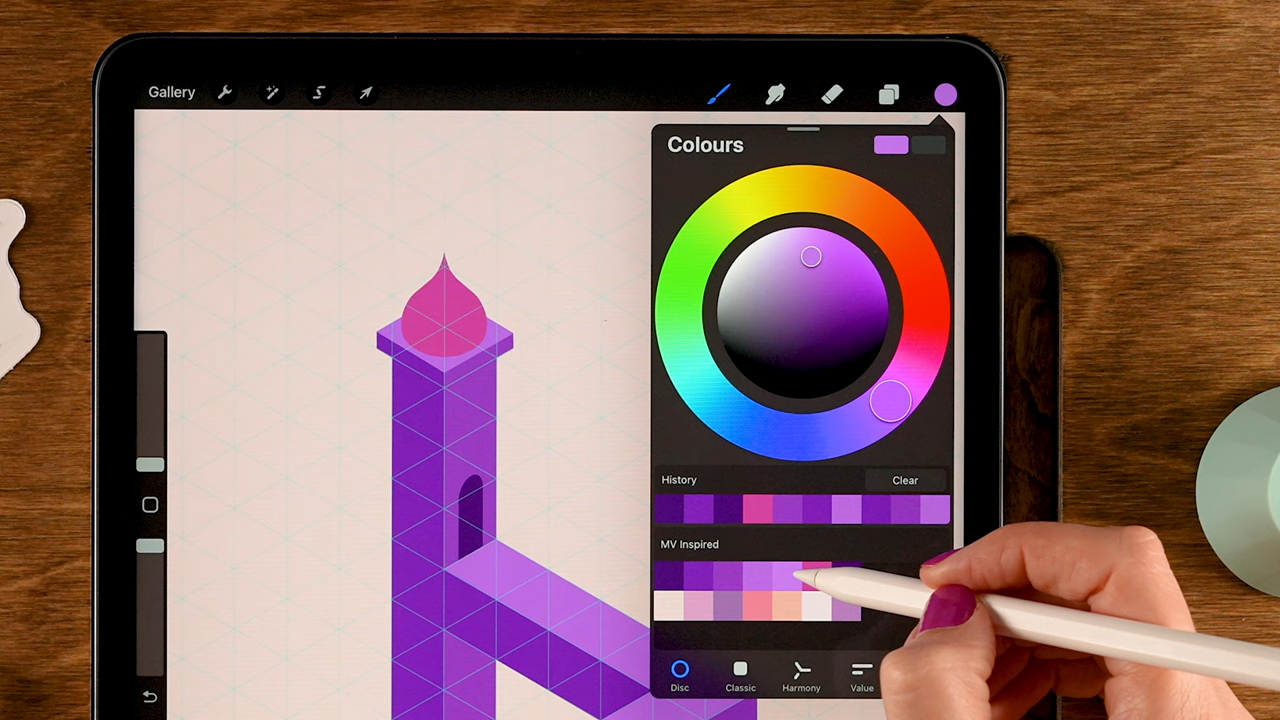 Gallery
Colours
History
Clear
MV Inspired
Disc
Classic
Harmony
Value